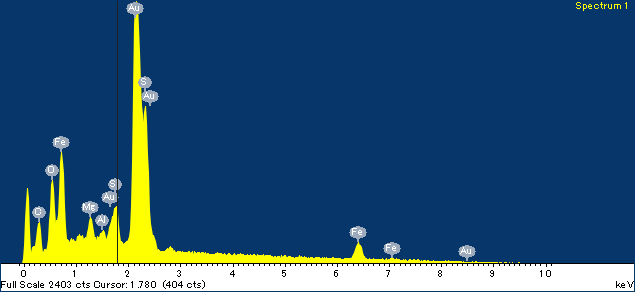 Spectrum 1
Au
S
Au
Fe
O
Si
Au
C
Mg
Al
Fe
Fe
Au
0 1 2 3 4 5 6 7 8 9 10
Full Scale 2403 cts Cursor: 1.780 (404 cts) keV